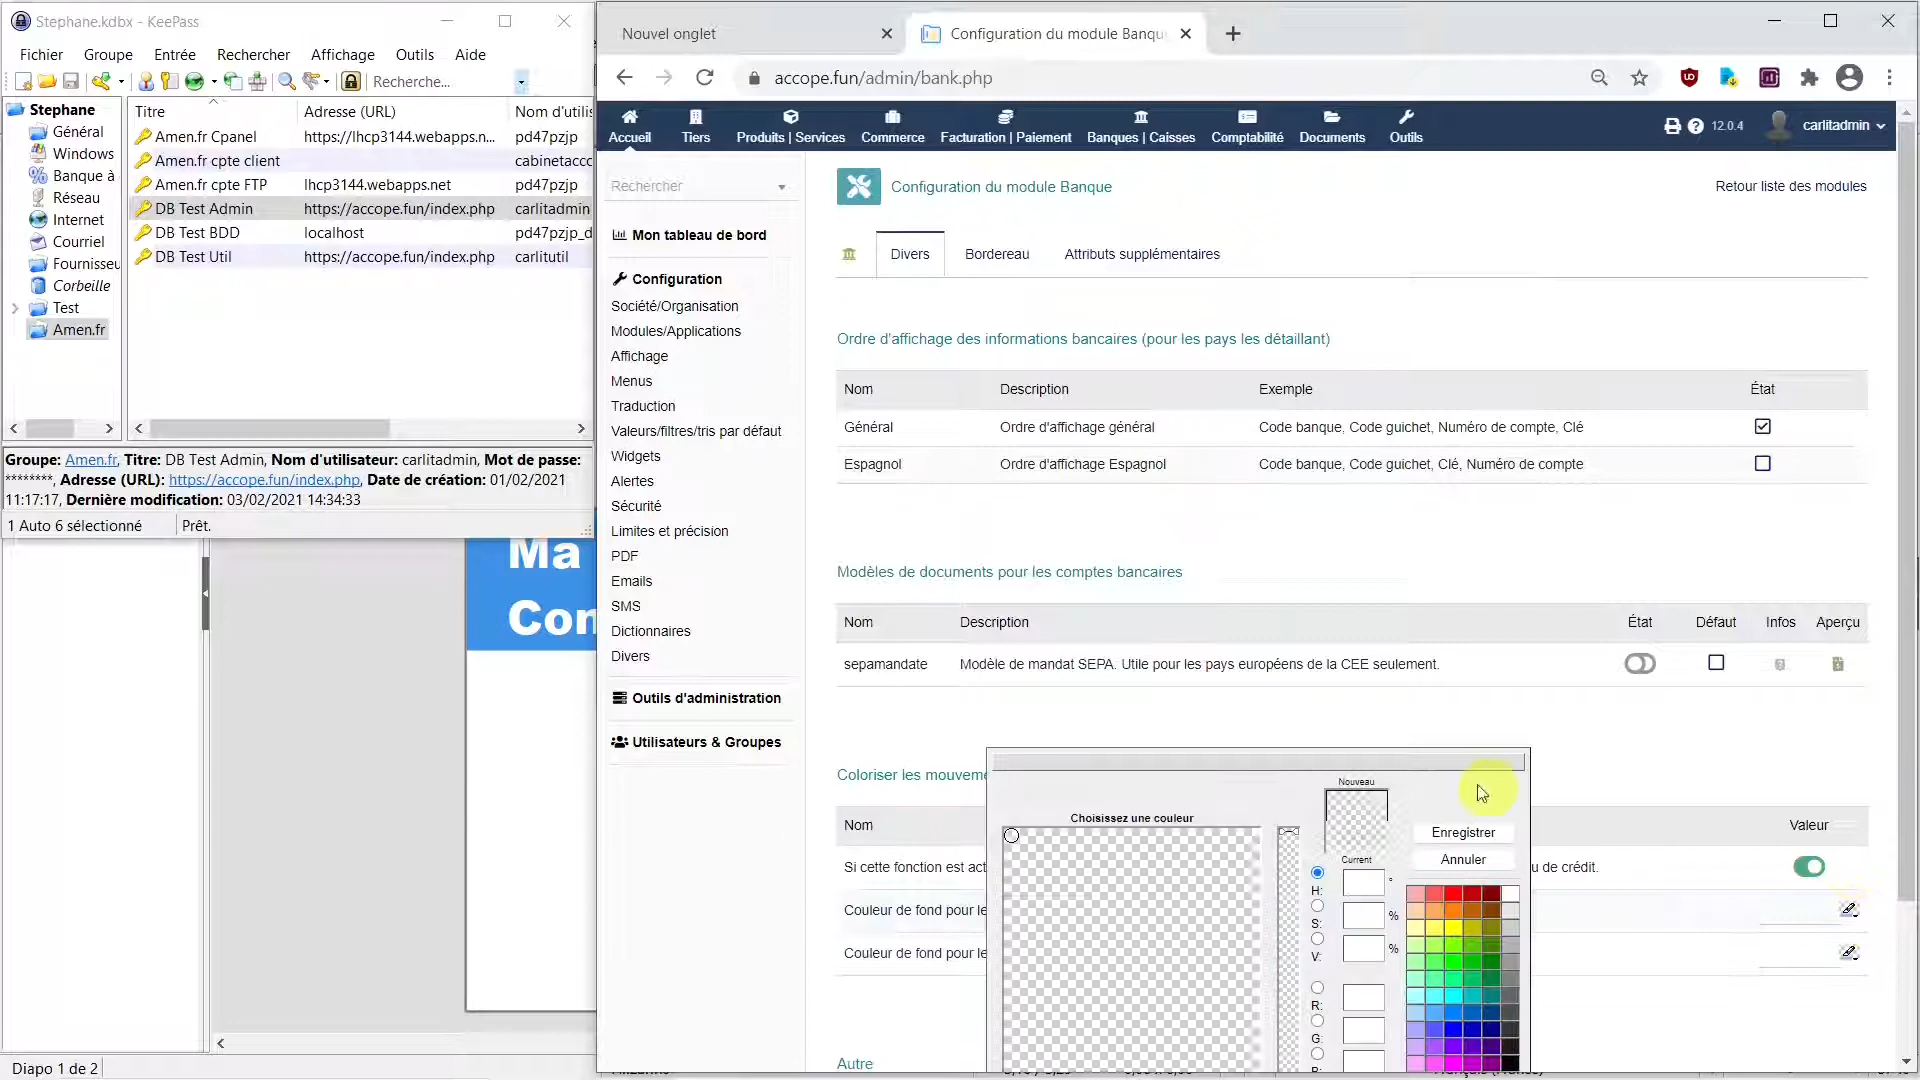 Stephane.kdbx - KeePass
Fichier Groupe Entrée Rechercher Affichage Outils Aide
Recherche...
Stephane
Général
Windows
Banque à
Réseau
Internet
Courriel
Fournisseu
Corbeille
Test
Amen.fr
Titre Adresse (URL) Nom d'utilis
Amen.fr Cpanel https://lhcp3144.webapps.n... pd47pzjp
Amen.fr cpte client cabinetacco
Amen.fr cpte FTP lhcp3144.webapps.net pd47pzjp
DB Test Admin https://accope.fun/index.php carlitadmin
DB Test BDD localhost pd47pzjp_d
DB Test Util https://accope.fun/index.php carlitutil
Groupe: Amen.fr, Titre: DB Test Admin, Nom d'utilisateur: carlitadmin, Mot de passe:
********, Adresse (URL): https://accope.fun/index.php, Date de création: 01/02/2021
11:17:17, Dernière modification: 03/02/2021 14:34:33
1 Auto 6 sélectionné Prêt.
Ma
Con
Diapo 1 de 2
Nouvel onglet
Configuration du module Banqu
accope.fun/admin/bank.php
Accueil Tiers Produits | Services Commerce Facturation | Paiement Banques | Caisses Comptabilité Documents Outils
12.0.4 carlitadmin
Rechercher
Mon tableau de bord
Configuration
Société/Organisation
Modules/Applications
Affichage
Menus
Traduction
Valeurs/filtres/tris par défaut
Widgets
Alertes
Sécurité
Limites et précision
PDF
Emails
SMS
Dictionnaires
Divers
Outils d'administration
Utilisateurs & Groupes
Configuration du module Banque
Retour liste des modules
Divers Bordereau Attributs supplémentaires
Ordre d'affichage des informations bancaires (pour les pays les détaillant)
Nom Description Exemple État
Général Ordre d'affichage général Code banque, Code guichet, Numéro de compte, Clé
Espagnol Ordre d'affichage Espagnol Code banque, Code guichet, Clé, Numéro de compte
Modèles de documents pour les comptes bancaires
Nom Description État Défaut Infos Aperçu
sepamandate Modèle de mandat SEPA. Utile pour les pays européens de la CEE seulement.
Coloriser les mouveme
Nom Valeur
Si cette fonction est act u de crédit.
Couleur de fond pour le
Couleur de fond pour le
Autre
Choisissez une couleur
Nouveau
Current
Enregistrer
Annuler
H: °
S: %
V: %
R:
G: